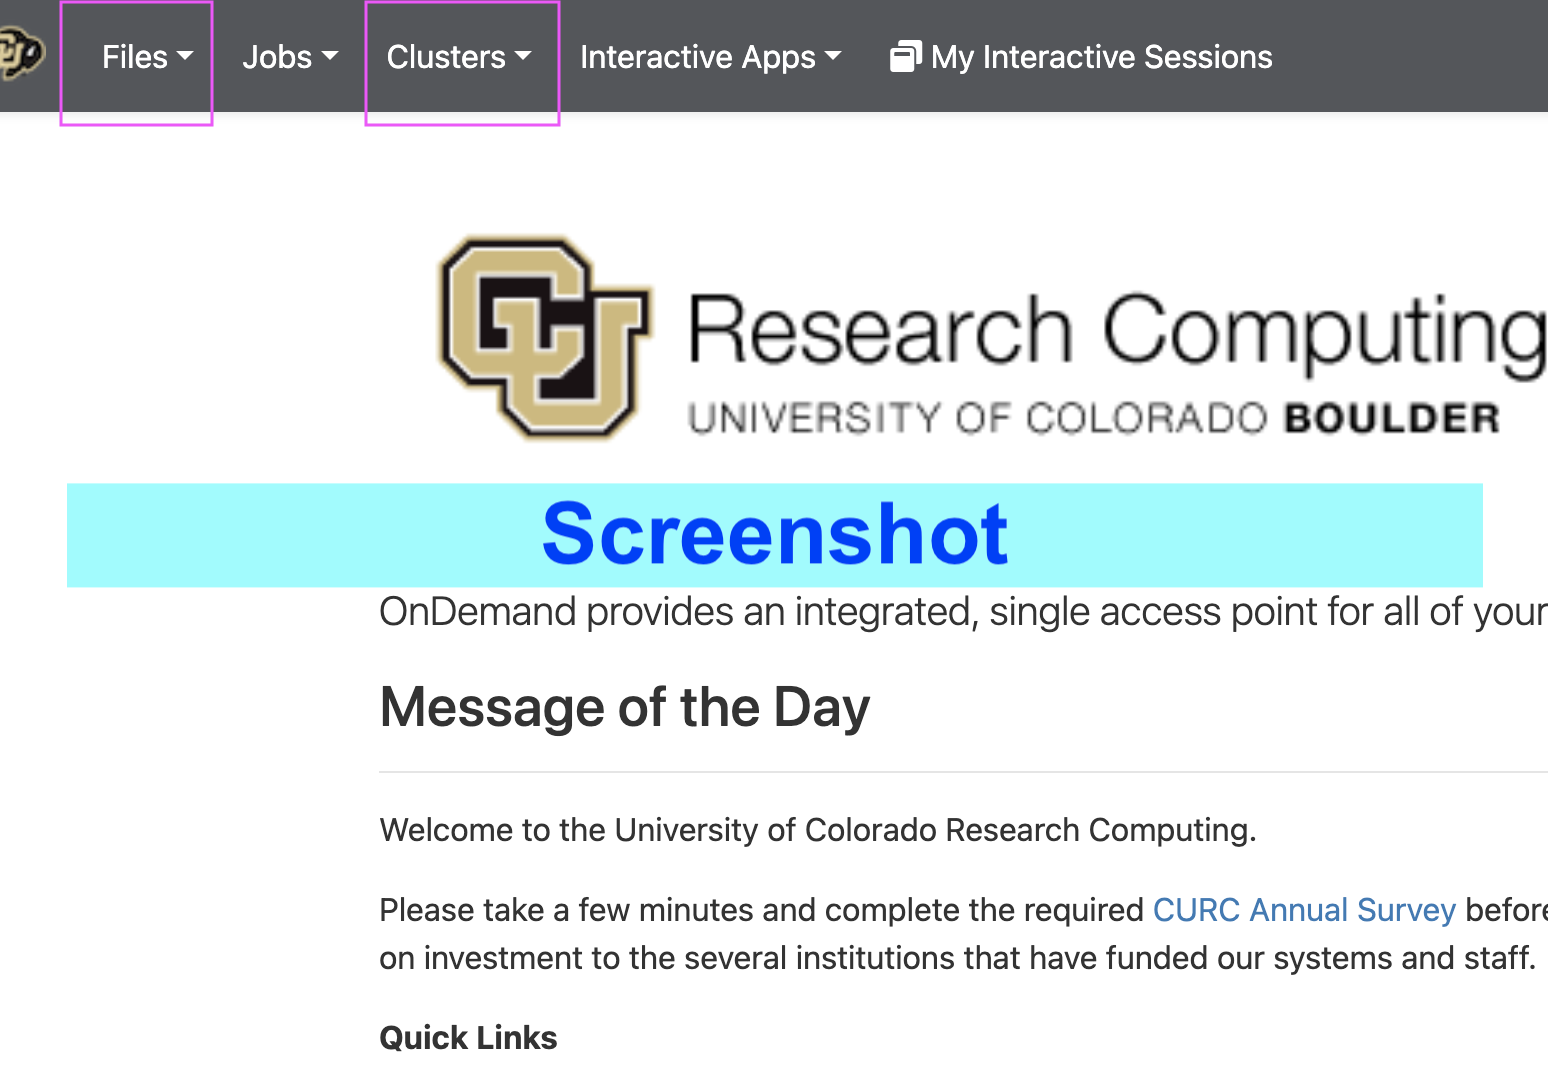 Files Jobs Clusters Interactive Apps My Interactive Sessions
CU Research Computing
UNIVERSITY OF COLORADO BOULDER
Screenshot
OnDemand provides an integrated, single access point for all of your
Message of the Day
Welcome to the University of Colorado Research Computing.
Please take a few minutes and complete the required CURC Annual Survey before
on investment to the several institutions that have funded our systems and staff.
Quick Links